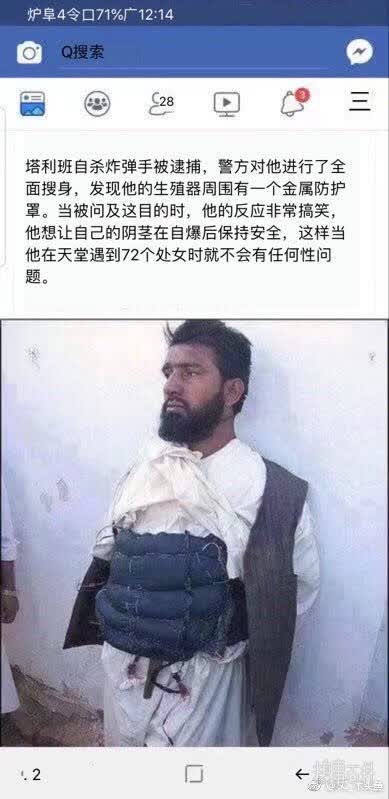 炉阜4令口71%广12:14
Q搜索
28
3
塔利班自杀炸弹手被逮捕，警方对他进行了全
面搜身，发现他的生殖器周围有一个金属防护
罩。当被问及这目的时，他的反应非常搞笑，
他想让自己的阴茎在自爆后保持安全，这样当
他在天堂遇到72个处女时就不会有任何性问
题。
. 2